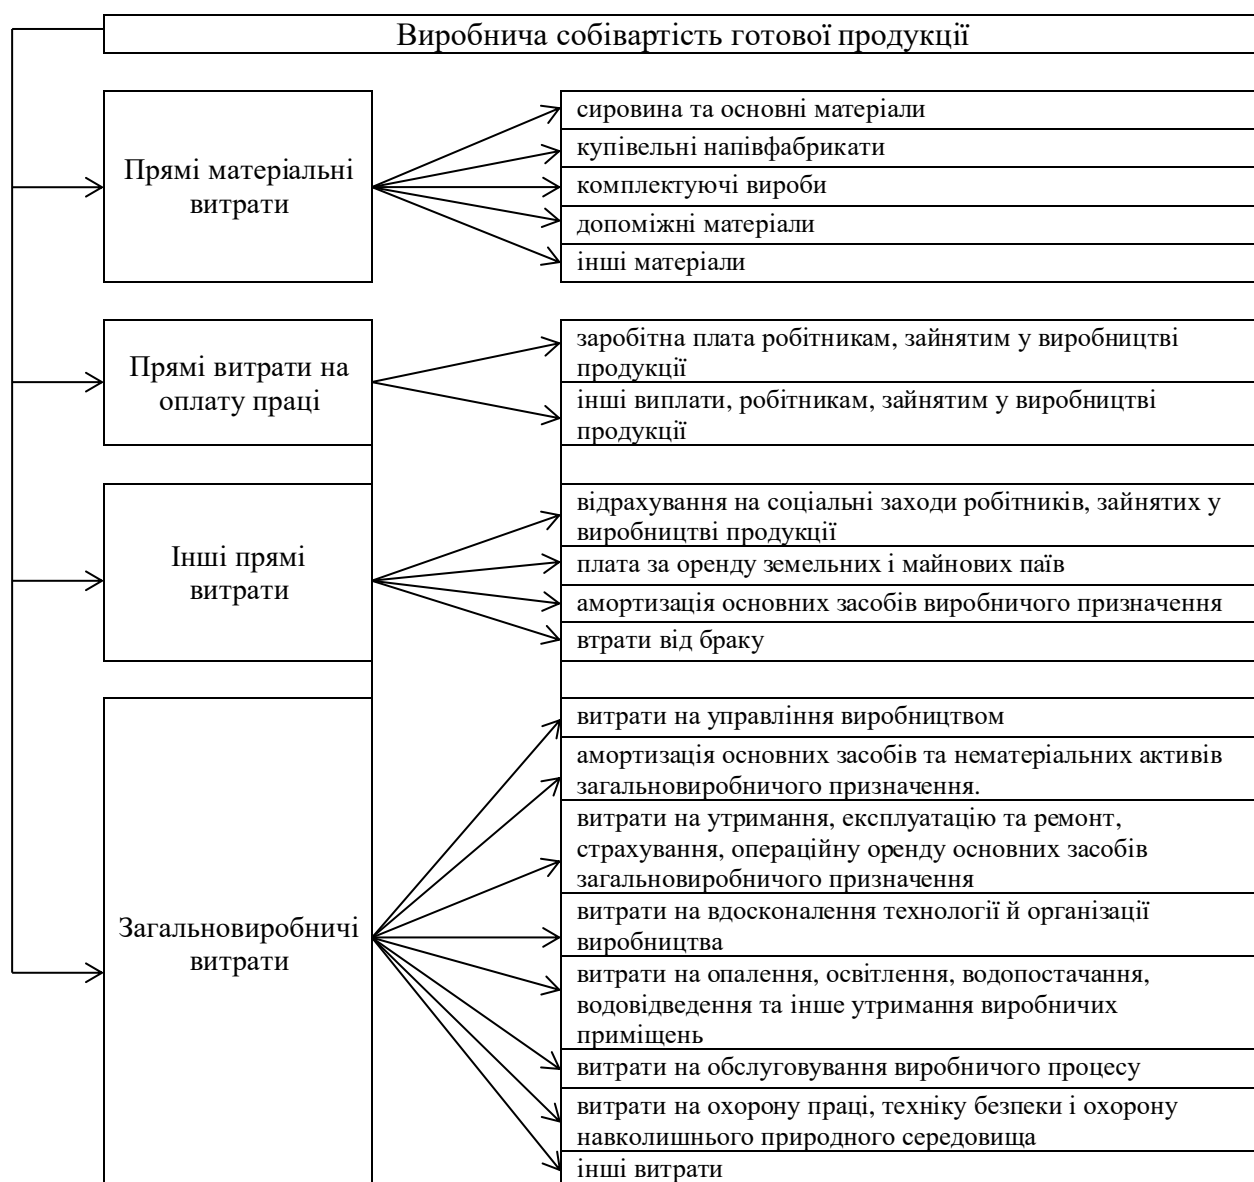 Виробнича собівартість готової продукції
Прямі матеріальні
витрати
сировина та основні матеріали
купівельні напівфабрикати
комплектуючі вироби
допоміжні матеріали
інші матеріали
Прямі витрати на
оплату праці
заробітна плата робітникам, зайнятим у виробництві
продукції
інші виплати, робітникам, зайнятим у виробництві
продукції
Інші прямі
витрати
відрахування на соціальні заходи робітників, зайнятих у
виробництві продукції
плата за оренду земельних і майнових паїв
амортизація основних засобів виробничого призначення
втрати від браку
Загальновиробничі
витрати
витрати на управління виробництвом
амортизація основних засобів та нематеріальних активів
загальновиробничого призначення.
витрати на утримання, експлуатацію та ремонт,
страхування, операційну оренду основних засобів
загальновиробничого призначення
витрати на вдосконалення технології й організації
виробництва
витрати на опалення, освітлення, водопостачання,
водовідведення та інше утримання виробничих
приміщень
витрати на обслуговування виробничого процесу
витрати на охорону праці, техніку безпеки і охорону
навколишнього природного середовища
інші витрати